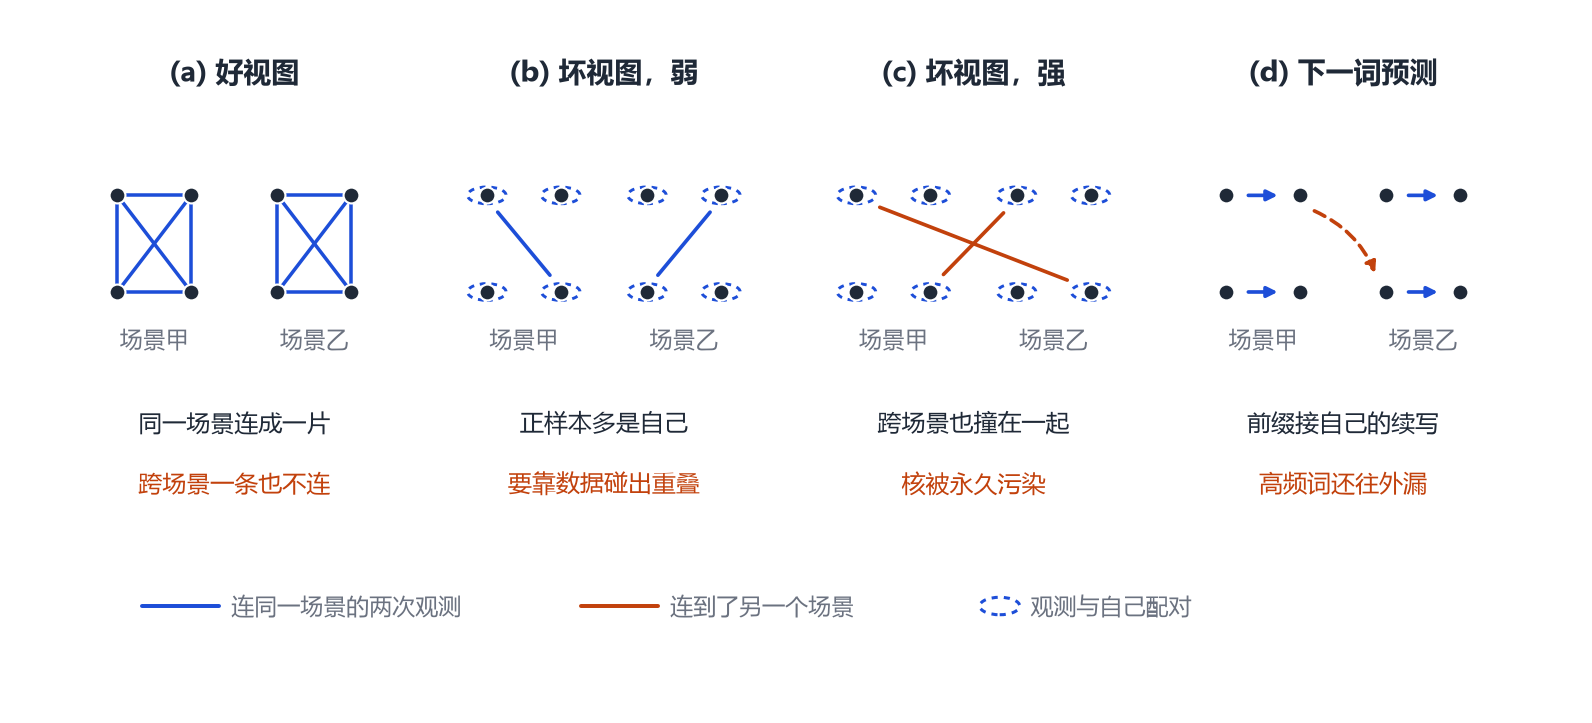 (a) 好视图
(b) 坏视图，弱
(c) 坏视图，强
(d) 下一词预测
场景甲
场景乙
场景甲
场景乙
场景甲
场景乙
场景甲
场景乙
同一场景连成一片
正样本多是自己
跨场景也撞在一起
前缀接自己的续写
跨场景一条也不连
要靠数据碰出重叠
核被永久污染
高频词还往外漏
连同一场景的两次观测
连到了另一个场景
观测与自己配对